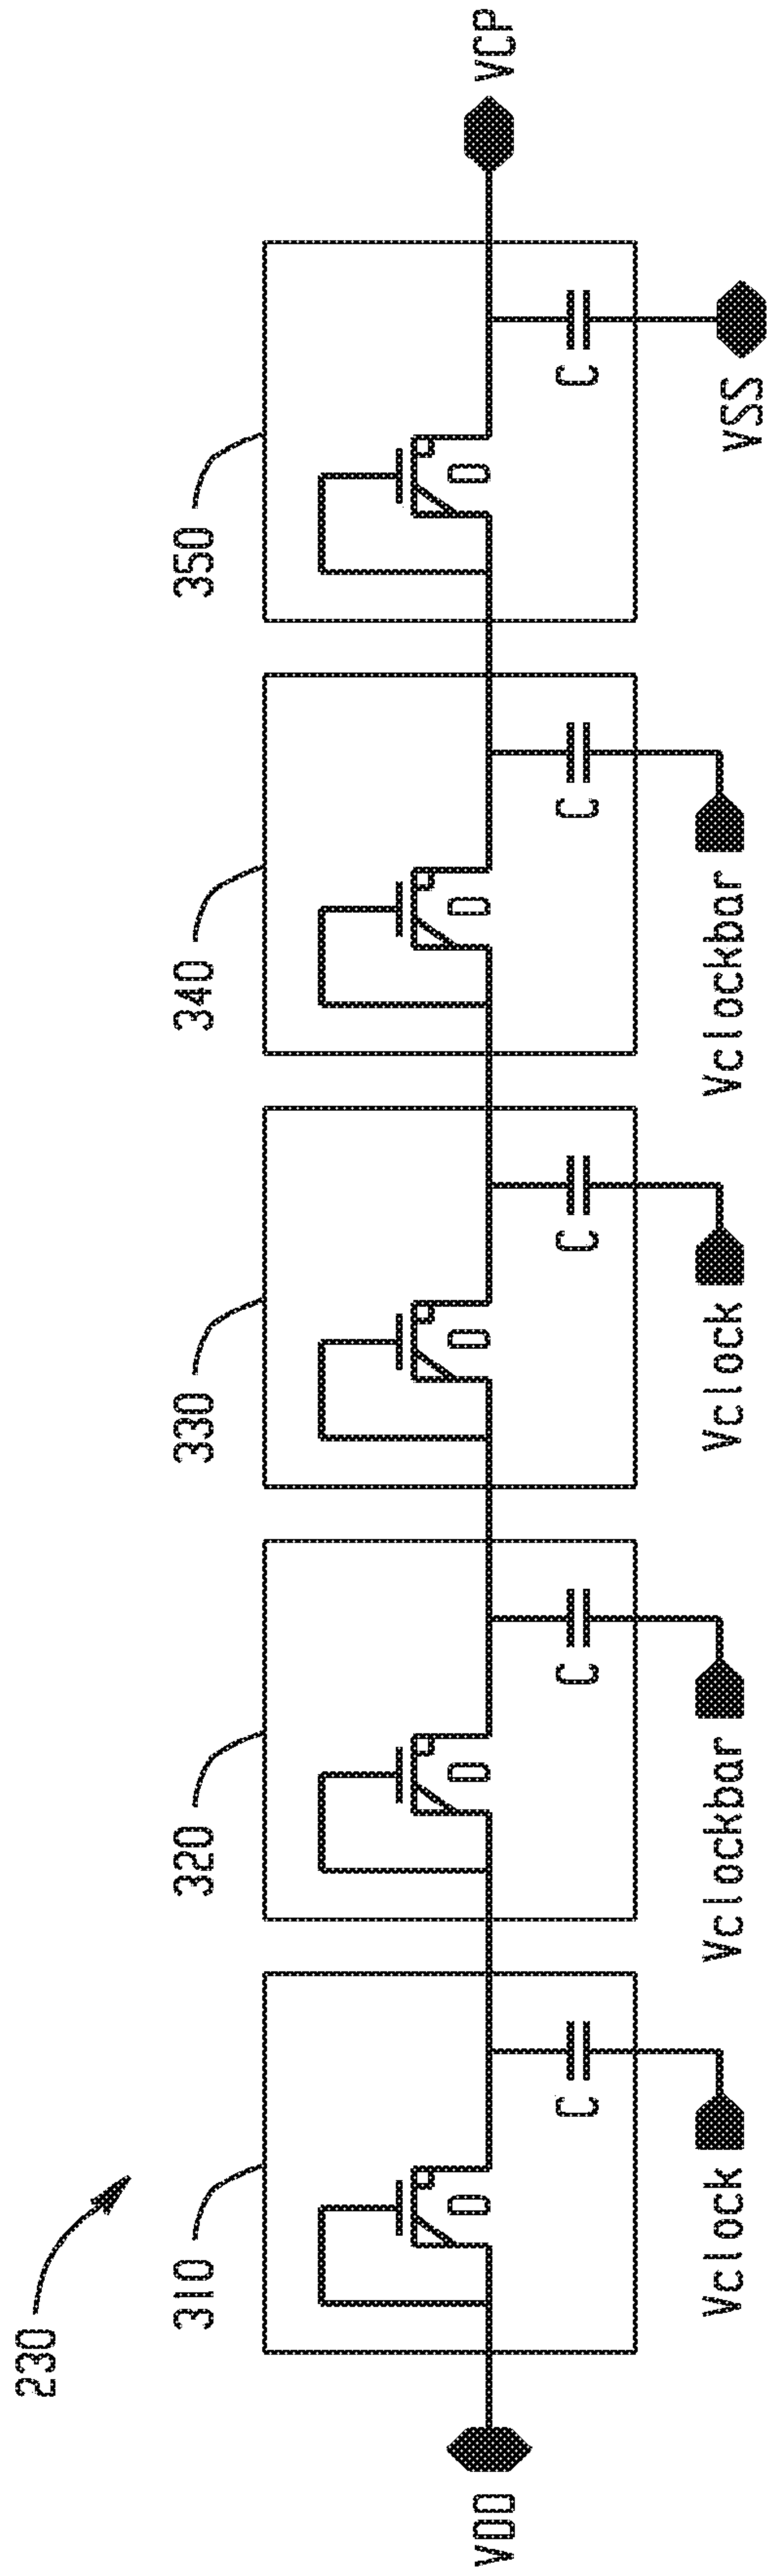 230
310
320
330
340
350
D
D
D
D
D
C
C
C
C
C
VDD
VCP
Vclock
Vclockbar
Vclock
Vclockbar
VSS